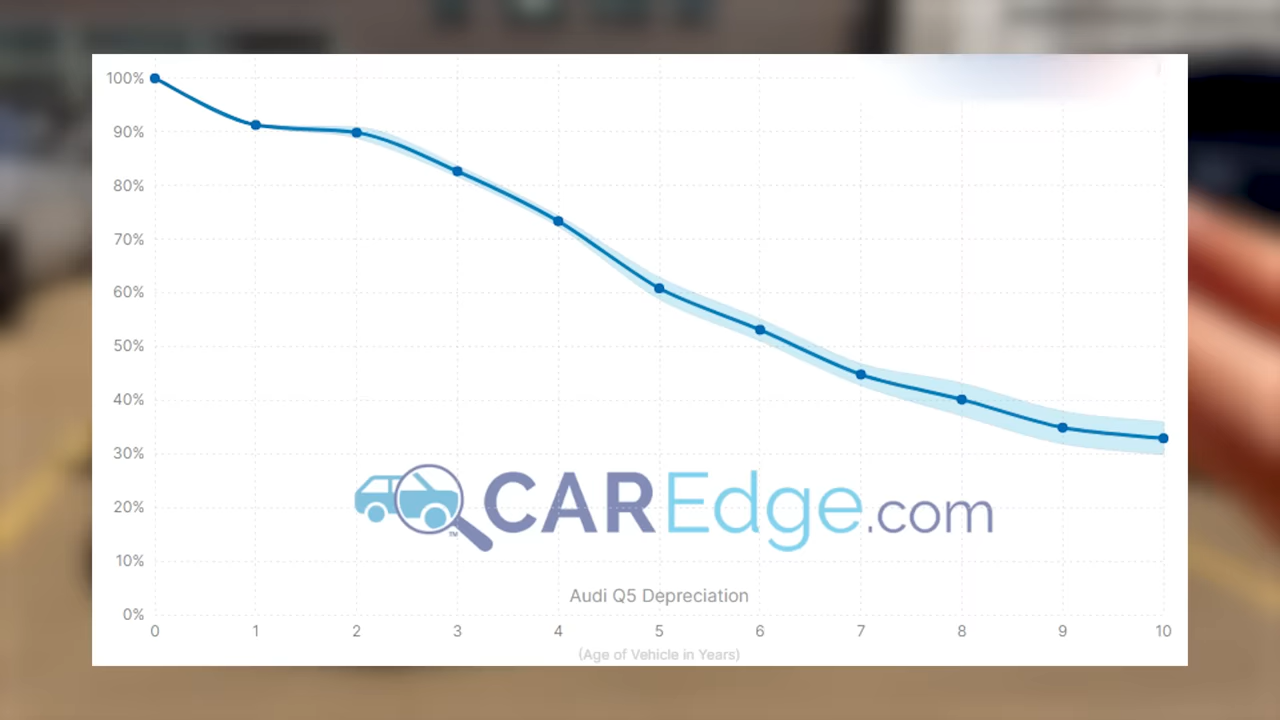 100%
90%
80%
70%
60%
50%
40%
30%
20%
10%
0%
CAREdge.com
TM
Audi Q5 Depreciation
0 1 2 3 4 5 6 7 8 9 10
(Age of Vehicle in Years)